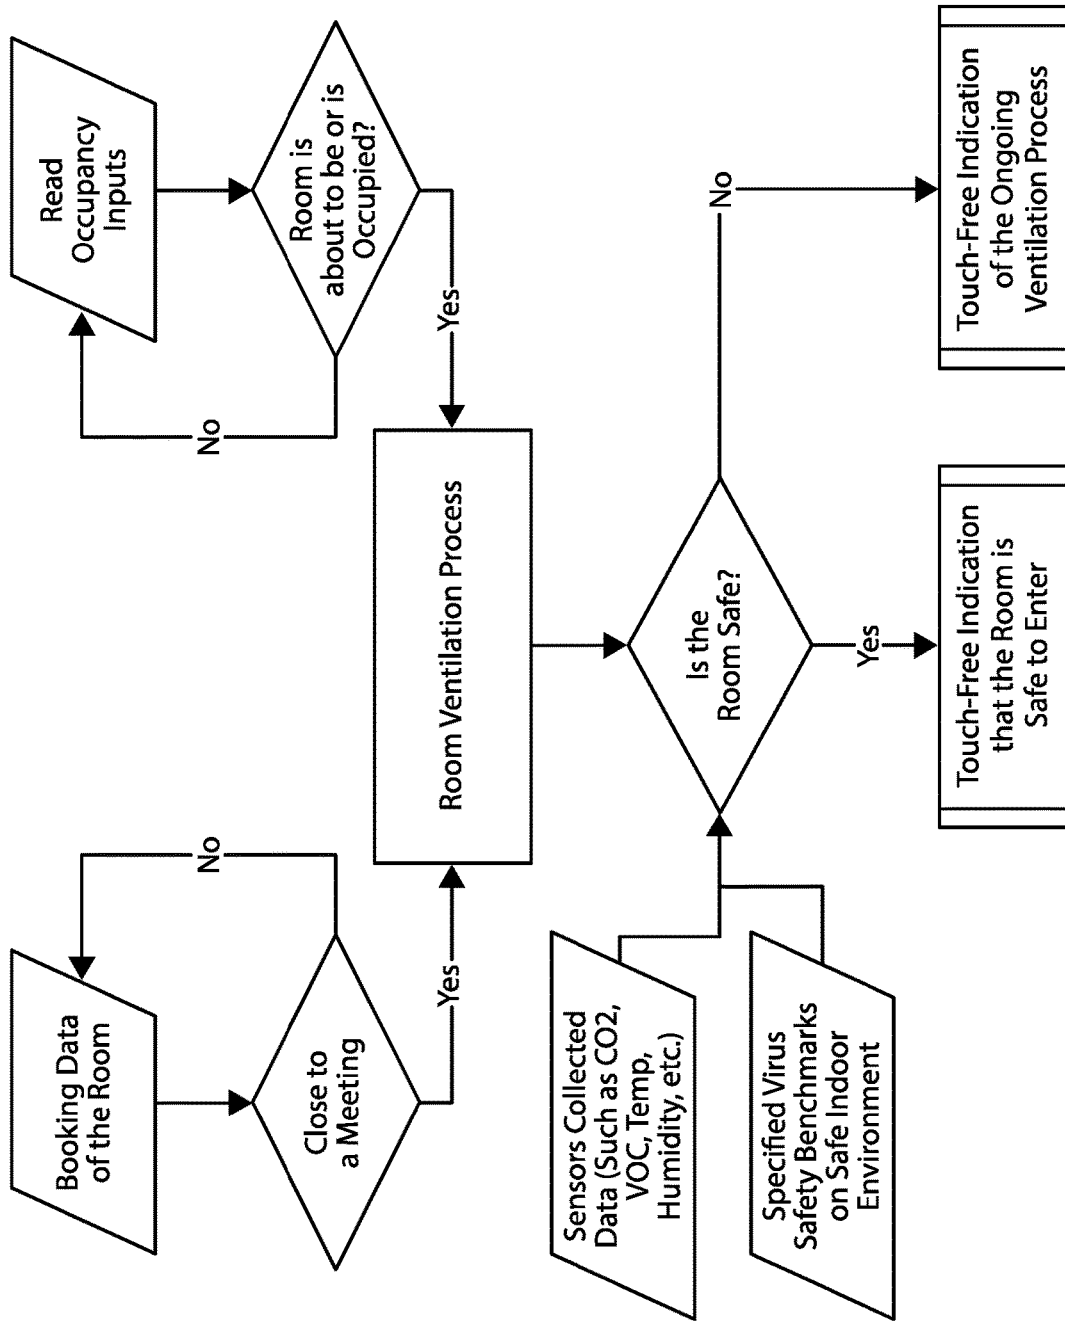 Booking Data
of the Room
Read
Occupancy
Inputs
No
No
Close to
a Meeting
Room is
about to be or is
Occupied?
Yes
Yes
Room Ventilation Process
Sensors Collected
Data (Such as CO2,
VOC, Temp,
Humidity, etc.)
Is the
Room Safe?
No
Specified Virus
Safety Benchmarks
on Safe Indoor
Environment
Yes
Touch-Free Indication
that the Room is
Safe to Enter
Touch-Free Indication
of the Ongoing
Ventilation Process